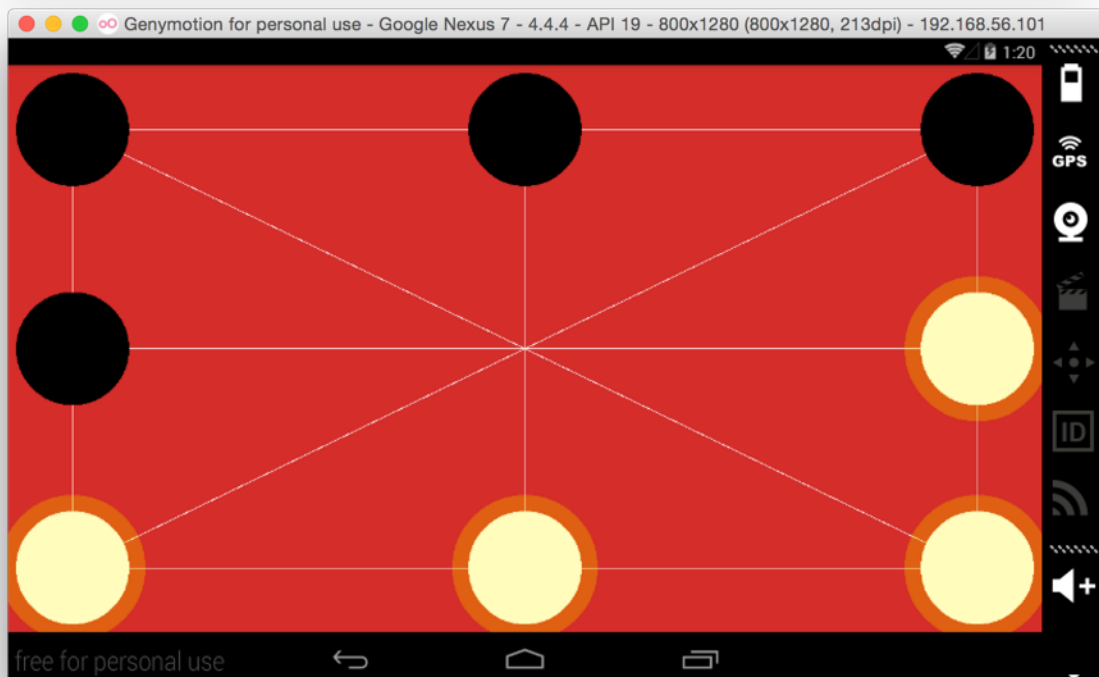 Genymotion for personal use - Google Nexus 7 - 4.4.4 - API 19 - 800x1280 (800x1280, 213dpi) - 192.168.56.101
1:20
GPS
ID
free for personal use